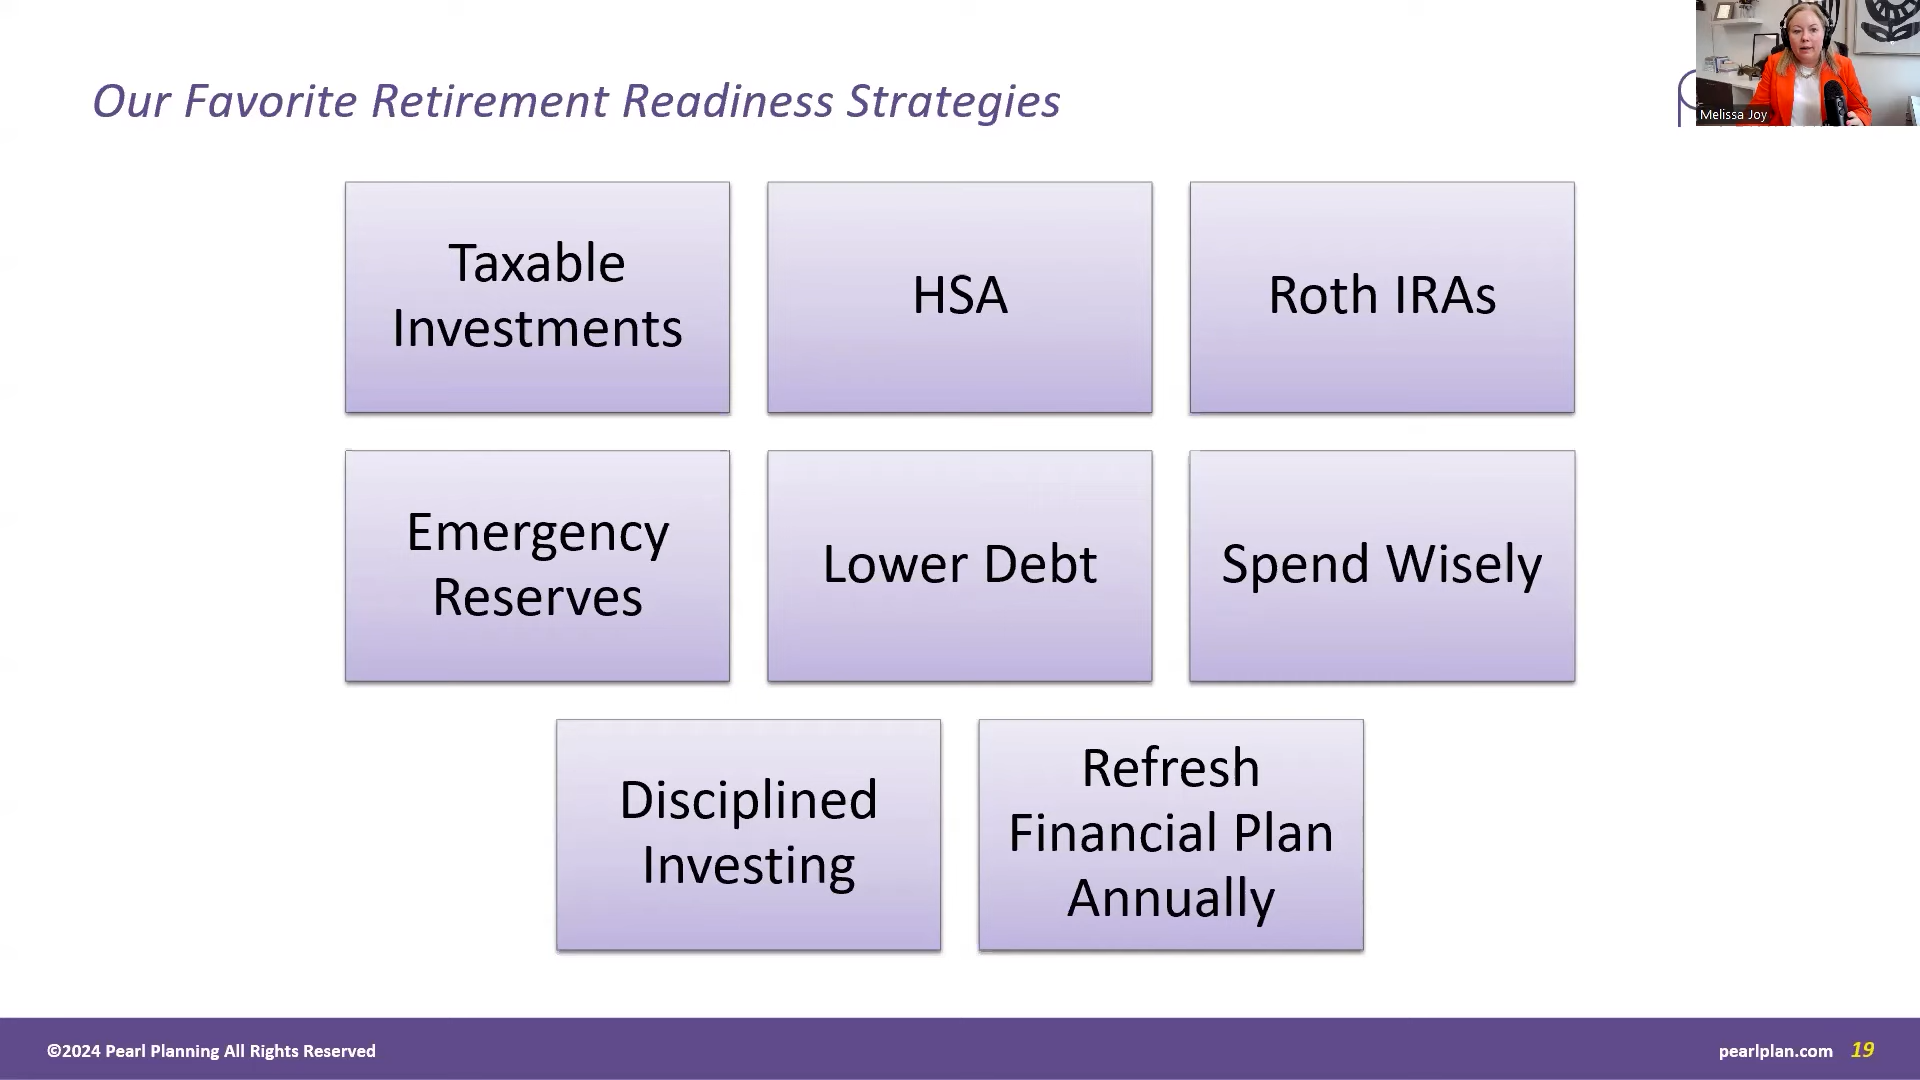 Our Favorite Retirement Readiness Strategies
Melissa Joy
Taxable
Investments
HSA
Roth IRAs
Emergency
Reserves
Lower Debt
Spend Wisely
Disciplined
Investing
Refresh
Financial Plan
Annually
©2024 Pearl Planning All Rights Reserved
pearlplan.com 19